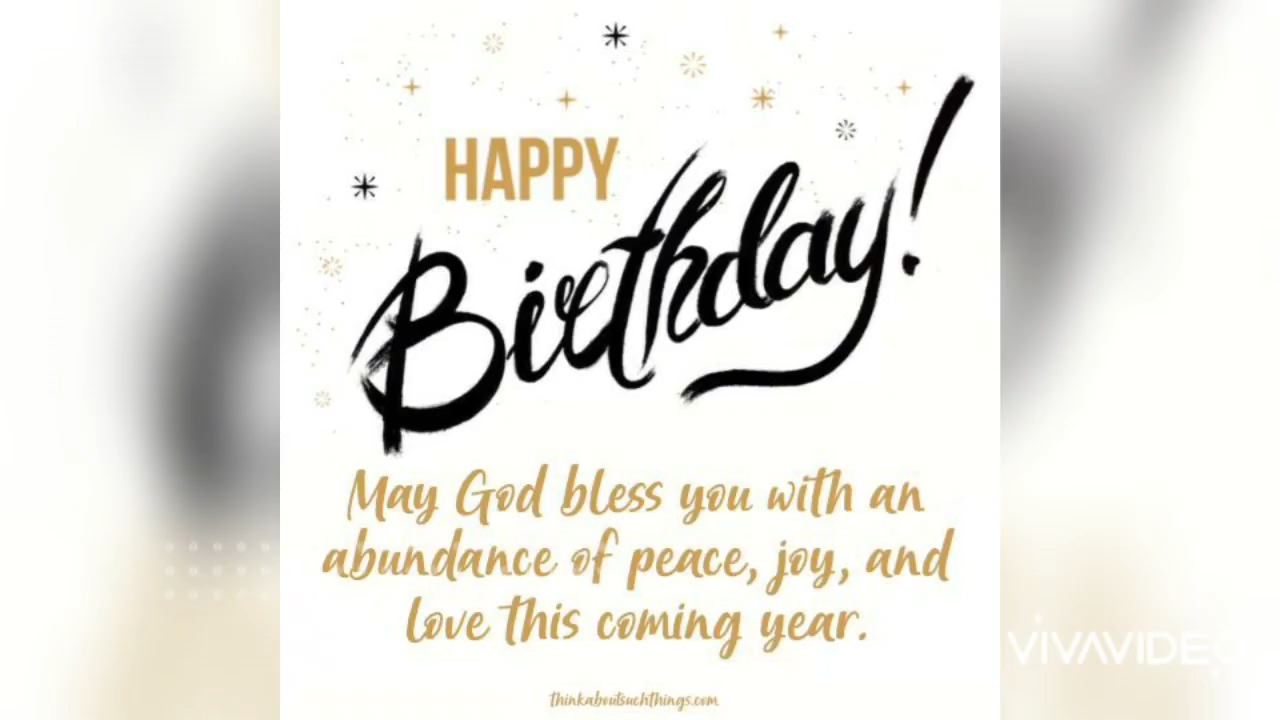 HAPPY
Birthday!
May God bless you with an
abundance of peace, joy, and
love this coming year.
thinkaboutsuchthings.com
VIVAVIDEO